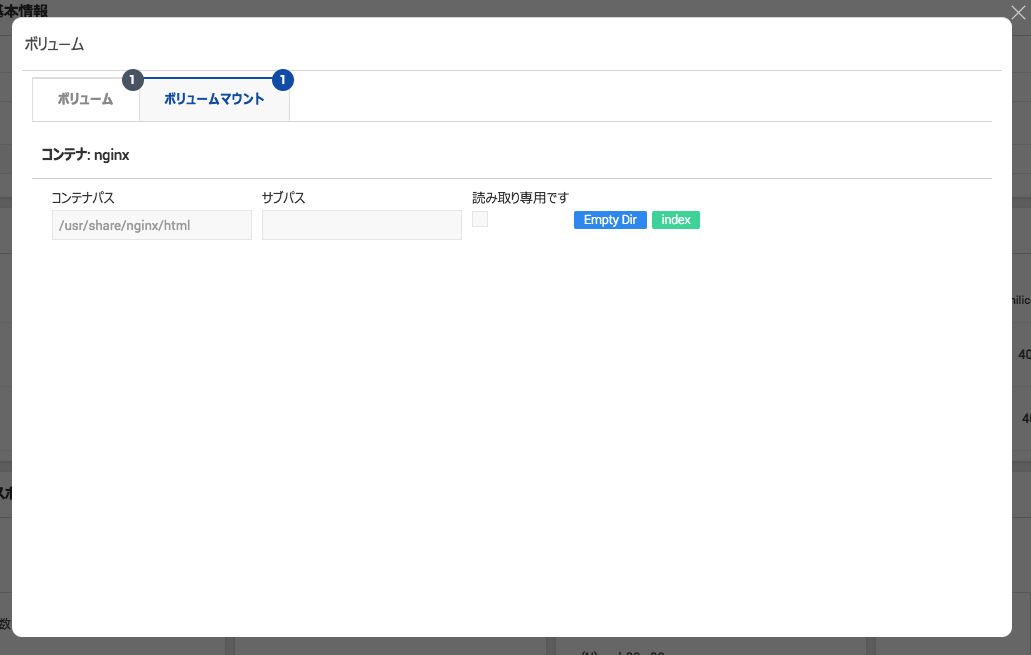 基本情報
ボリューム
1
1
ボリューム
ボリュームマウント
コンテナ: nginx
コンテナパス
サブパス
読み取り専用です
/usr/share/nginx/html
Empty Dir
index
40
数